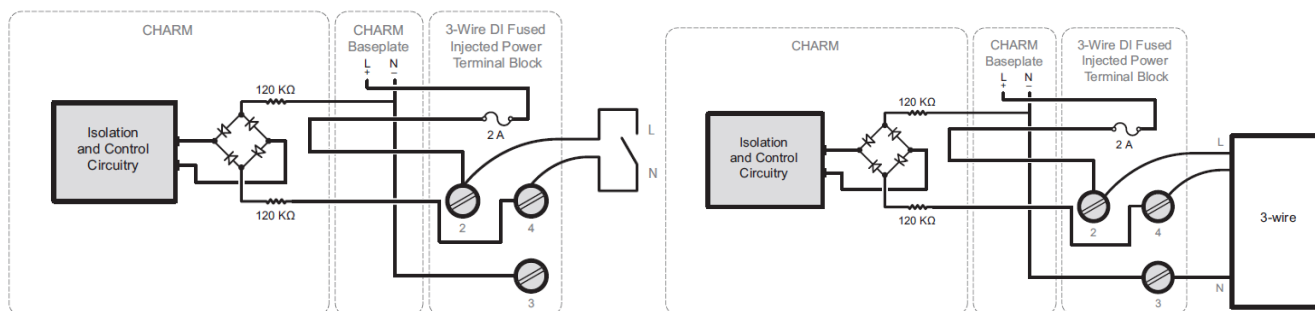 CHARM
CHARM
Baseplate
L N
+ –
3-Wire DI Fused
Injected Power
Terminal Block
120 KΩ
Isolation
and Control
Circuitry
2 A
L
N
120 KΩ
2
4
3
CHARM
CHARM
Baseplate
L N
+ –
3-Wire DI Fused
Injected Power
Terminal Block
120 KΩ
Isolation
and Control
Circuitry
2 A
L
120 KΩ
2
4
3-wire
N
3